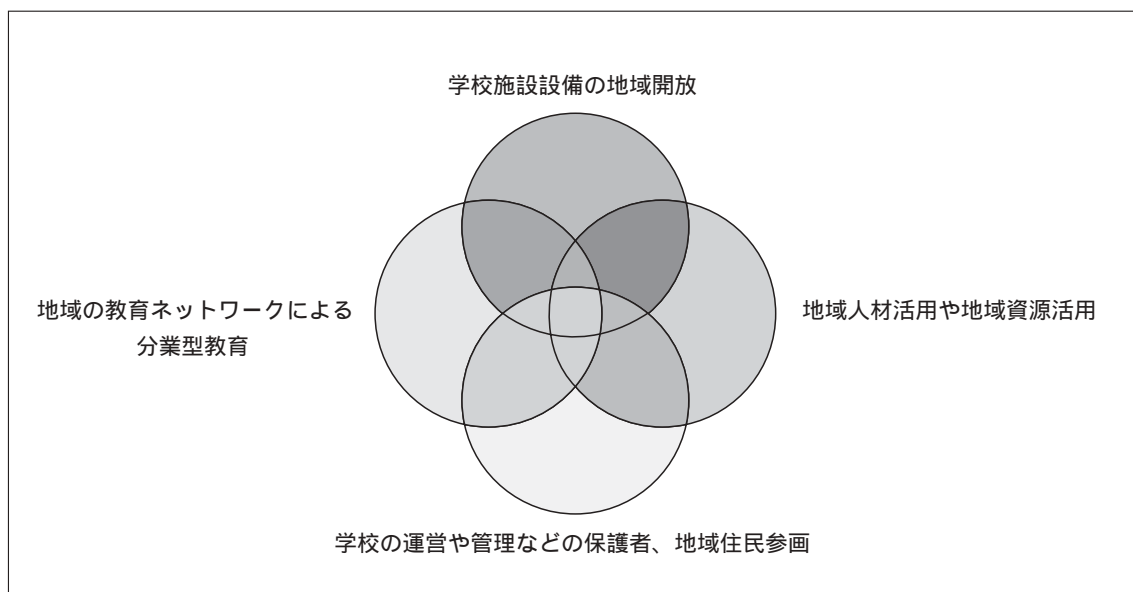 学校施設設備の地域開放
地域の教育ネットワークによる
分業型教育
地域人材活用や地域資源活用
学校の運営や管理などの保護者、地域住民参画